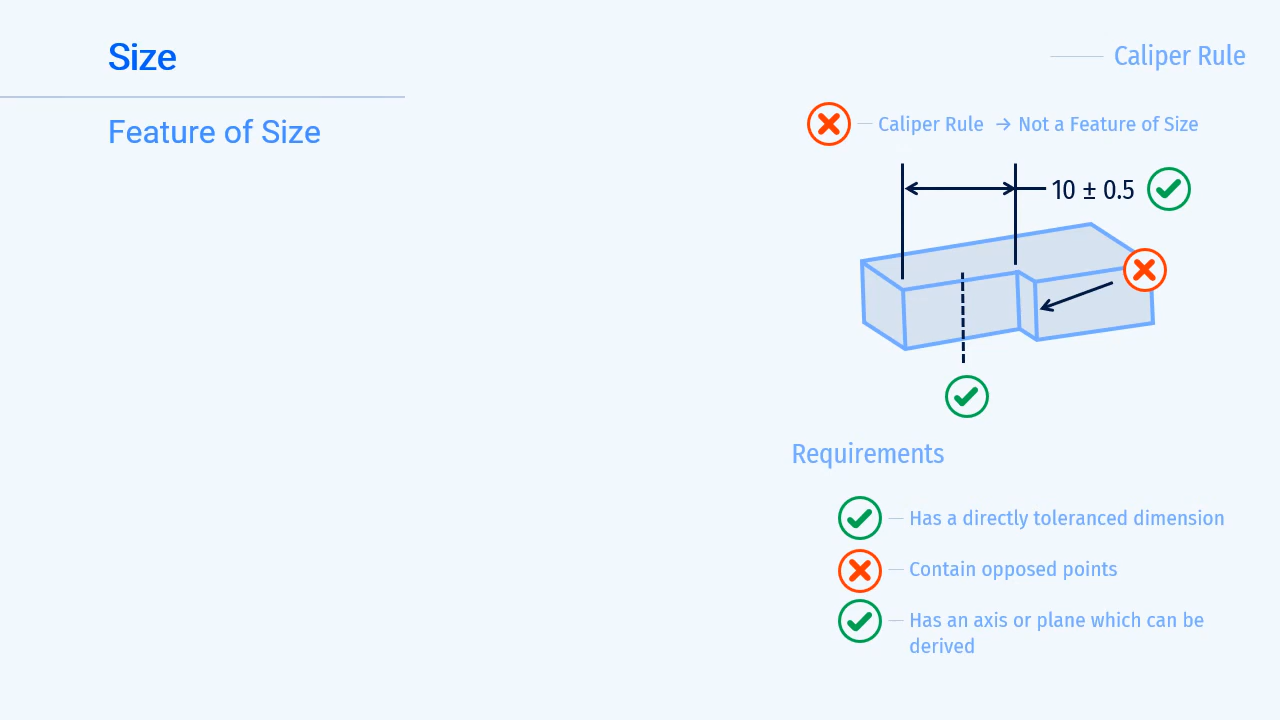 Size
Feature of Size
Caliper Rule
Caliper Rule → Not a Feature of Size
10 ± 0.5
Requirements
Has a directly toleranced dimension
Contain opposed points
Has an axis or plane which can be
derived